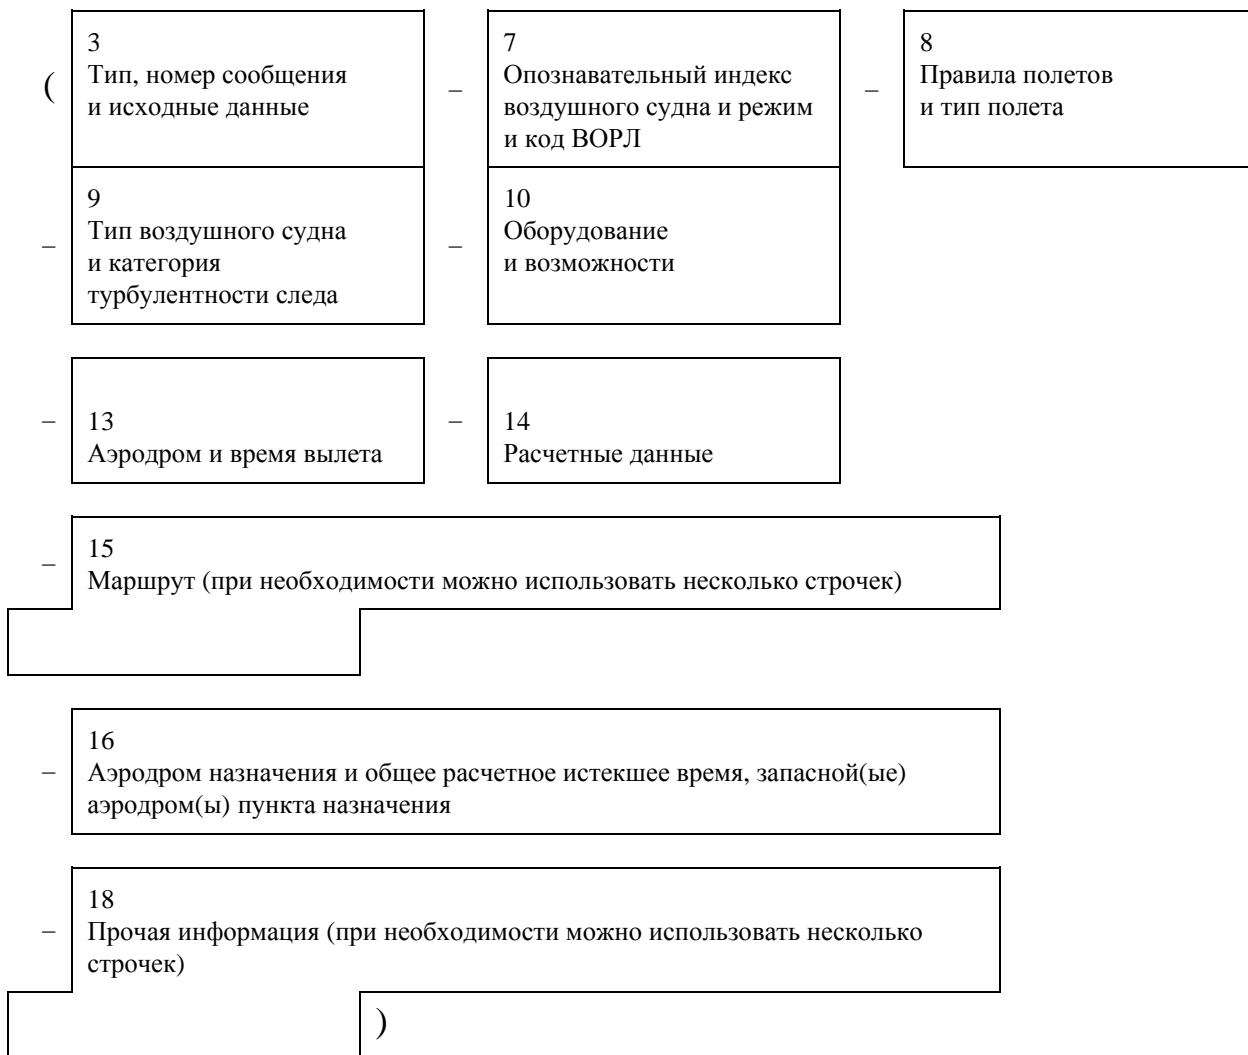 (
3
Тип, номер сообщения
и исходные данные
–
7
Опознавательный индекс
воздушного судна и режим
и код ВОРЛ
–
8
Правила полетов
и тип полета
–
9
Тип воздушного судна
и категория
турбулентности следа
–
10
Оборудование
и возможности
–
13
Аэродром и время вылета
–
14
Расчетные данные
–
15
Маршрут (при необходимости можно использовать несколько строчек)
–
16
Аэродром назначения и общее расчетное истекшее время, запасной(ые)
аэродром(ы) пункта назначения
–
18
Прочая информация (при необходимости можно использовать несколько
строчек)
)